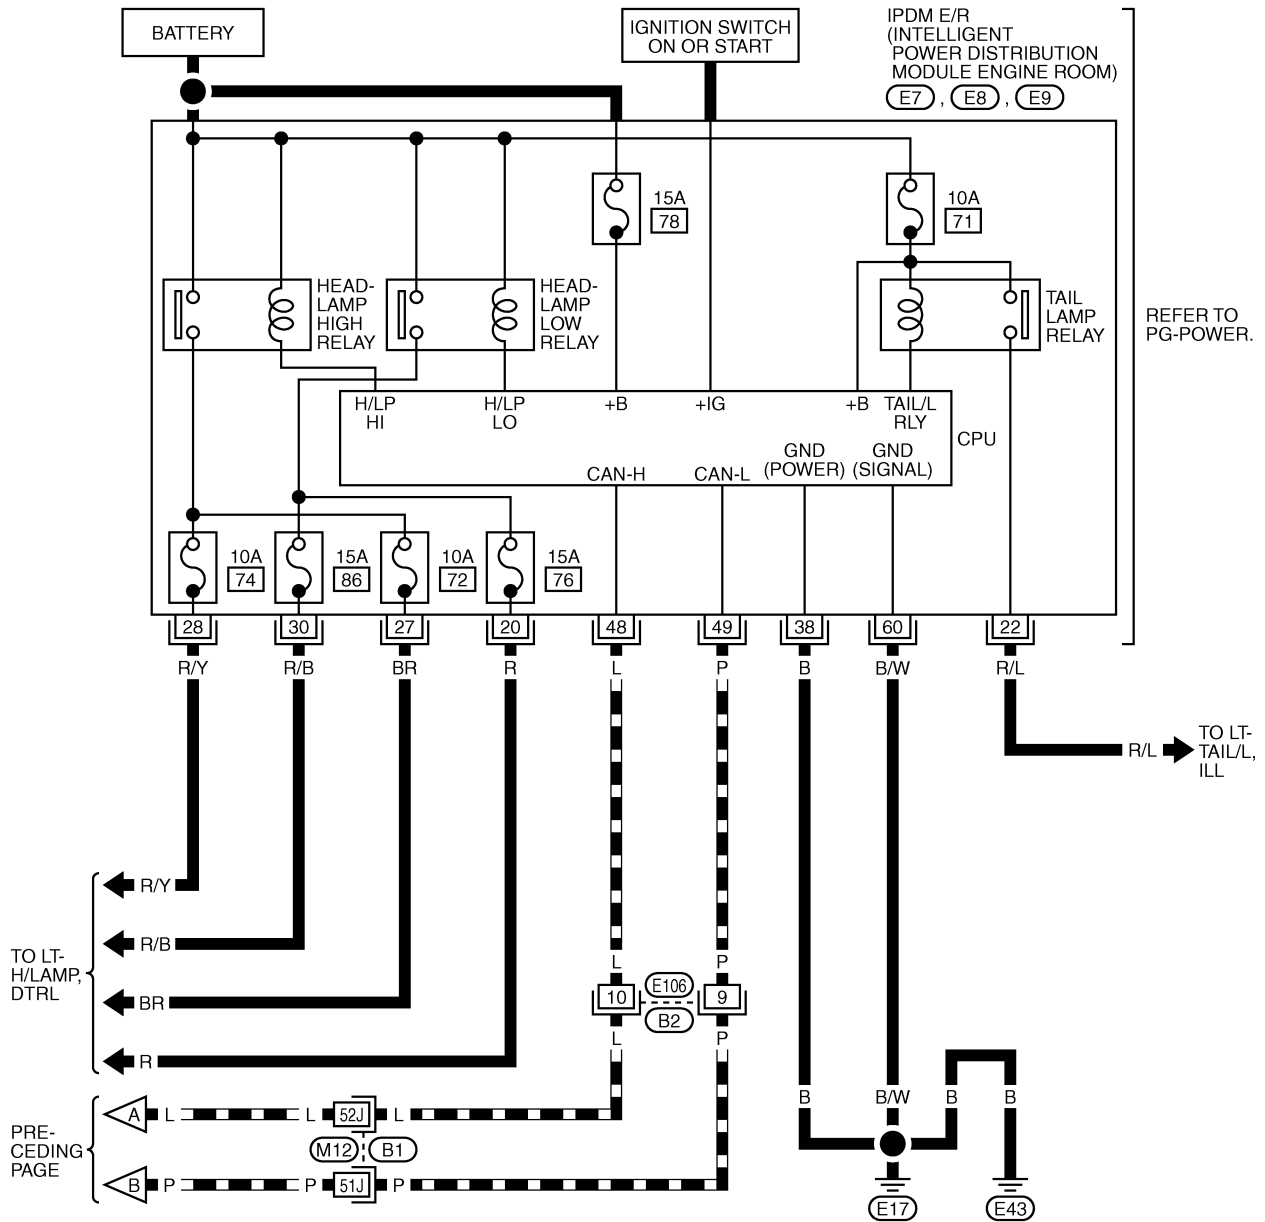 BATTERY
IGNITION SWITCH
ON OR START
IPDM E/R
(INTELLIGENT
POWER DISTRIBUTION
MODULE ENGINE ROOM)
E7 , E8 , E9
15A
78
10A
71
HEAD-
LAMP
HIGH
RELAY
HEAD-
LAMP
LOW
RELAY
TAIL
LAMP
RELAY
REFER TO
PG-POWER.
H/LP
HI
H/LP
LO
+B
+IG
+B
TAIL/L
RLY
CPU
CAN-H
CAN-L
GND
(POWER)
GND
(SIGNAL)
10A
74
15A
86
10A
72
15A
76
28
30
27
20
48
49
38
60
22
R/Y
R/B
BR
R
L
P
B
B/W
R/L
R/L
TO LT-
TAIL/L,
ILL
R/Y
R/B
BR
R
TO LT-
H/LAMP,
DTRL
L
P
10
E106
B2
9
L
P
B
B/W
B
B
PRE-
CEDING
PAGE
A
L
L
52J
L
M12
B1
B
P
P
51J
P
E17
E43